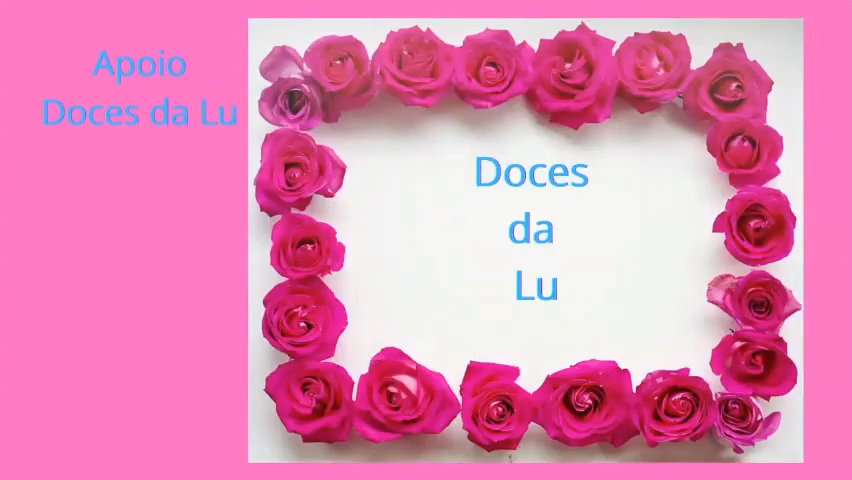 Apoio
Doces da Lu
Doces
da
Lu